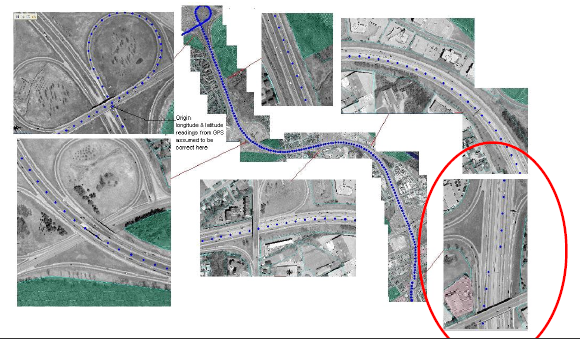 Origin
longitude & latitude
readings from GPS
assumed to be
correct here